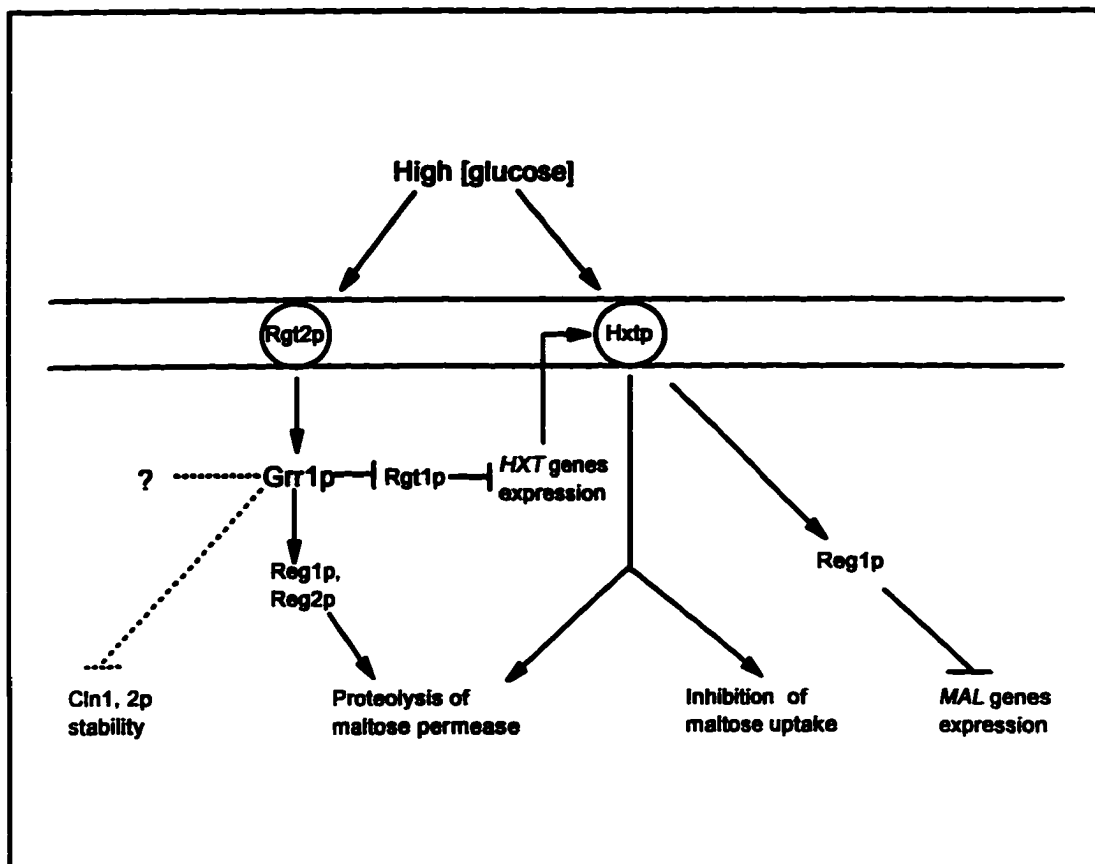 High [glucose]
Rgt2p
Hxtp
?
Grr1p
Rgt1p
HXT genes
expression
Reg1p,
Reg2p
Reg1p
Cln1, 2p
stability
Proteolysis of
maltose permease
Inhibition of
maltose uptake
MAL genes
expression